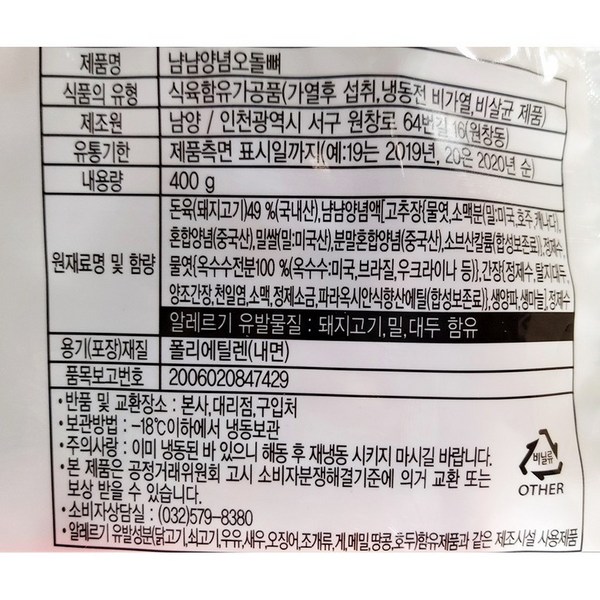 제품명 냠냠양념오돌뼈
식품의 유형 식육함유가공품(가열후 섭취,냉동전 비가열,비살균 제품)
제조원 남양 / 인천광역시 서구 원창로 64번길 16(원창동)
유통기한 제품측면 표시일까지(예:19는 2019년, 20은 2020년 순)
내용량 400 g
원재료명 및 함량 돈육(돼지고기)49 %(국내산),냠냠양념액[고추장{물엿,소맥분(밀:미국,호주,캐나다),
혼합양념(중국산),밀쌀(밀:미국산),분말혼합양념(중국산),소브산칼륨(합성보존료)},정제수,
물엿{옥수수전분100 %(옥수수:미국,브라질,우크라이나 등)},간장{정제수,탈지대두,
양조간장,천일염,소맥,정제소금,파라옥시안식향산에틸(합성보존료)},생양파,생마늘],정제수
알레르기 유발물질 : 돼지고기,밀,대두 함유
용기(포장)재질 폴리에틸렌(내면)
품목보고번호 2006020847429
•반품 및 교환장소 : 본사,대리점,구입처
•보관방법 : -18℃이하에서 냉동보관
•주의사항 : 이미 냉동된 바 있으니 해동 후 재냉동 시키지 마시길 바랍니다.
•본 제품은 공정거래위원회 고시 소비자분쟁해결기준에 의거 교환 또는
보상 받을 수 있습니다.
•소비자상담실 : (032)579-8380
•알레르기 유발성분(닭고기,쇠고기,우유,새우,오징어,조개류,게,메밀,땅콩,호두)함유제품과 같은 제조시설 사용제품
비닐류
OTHER